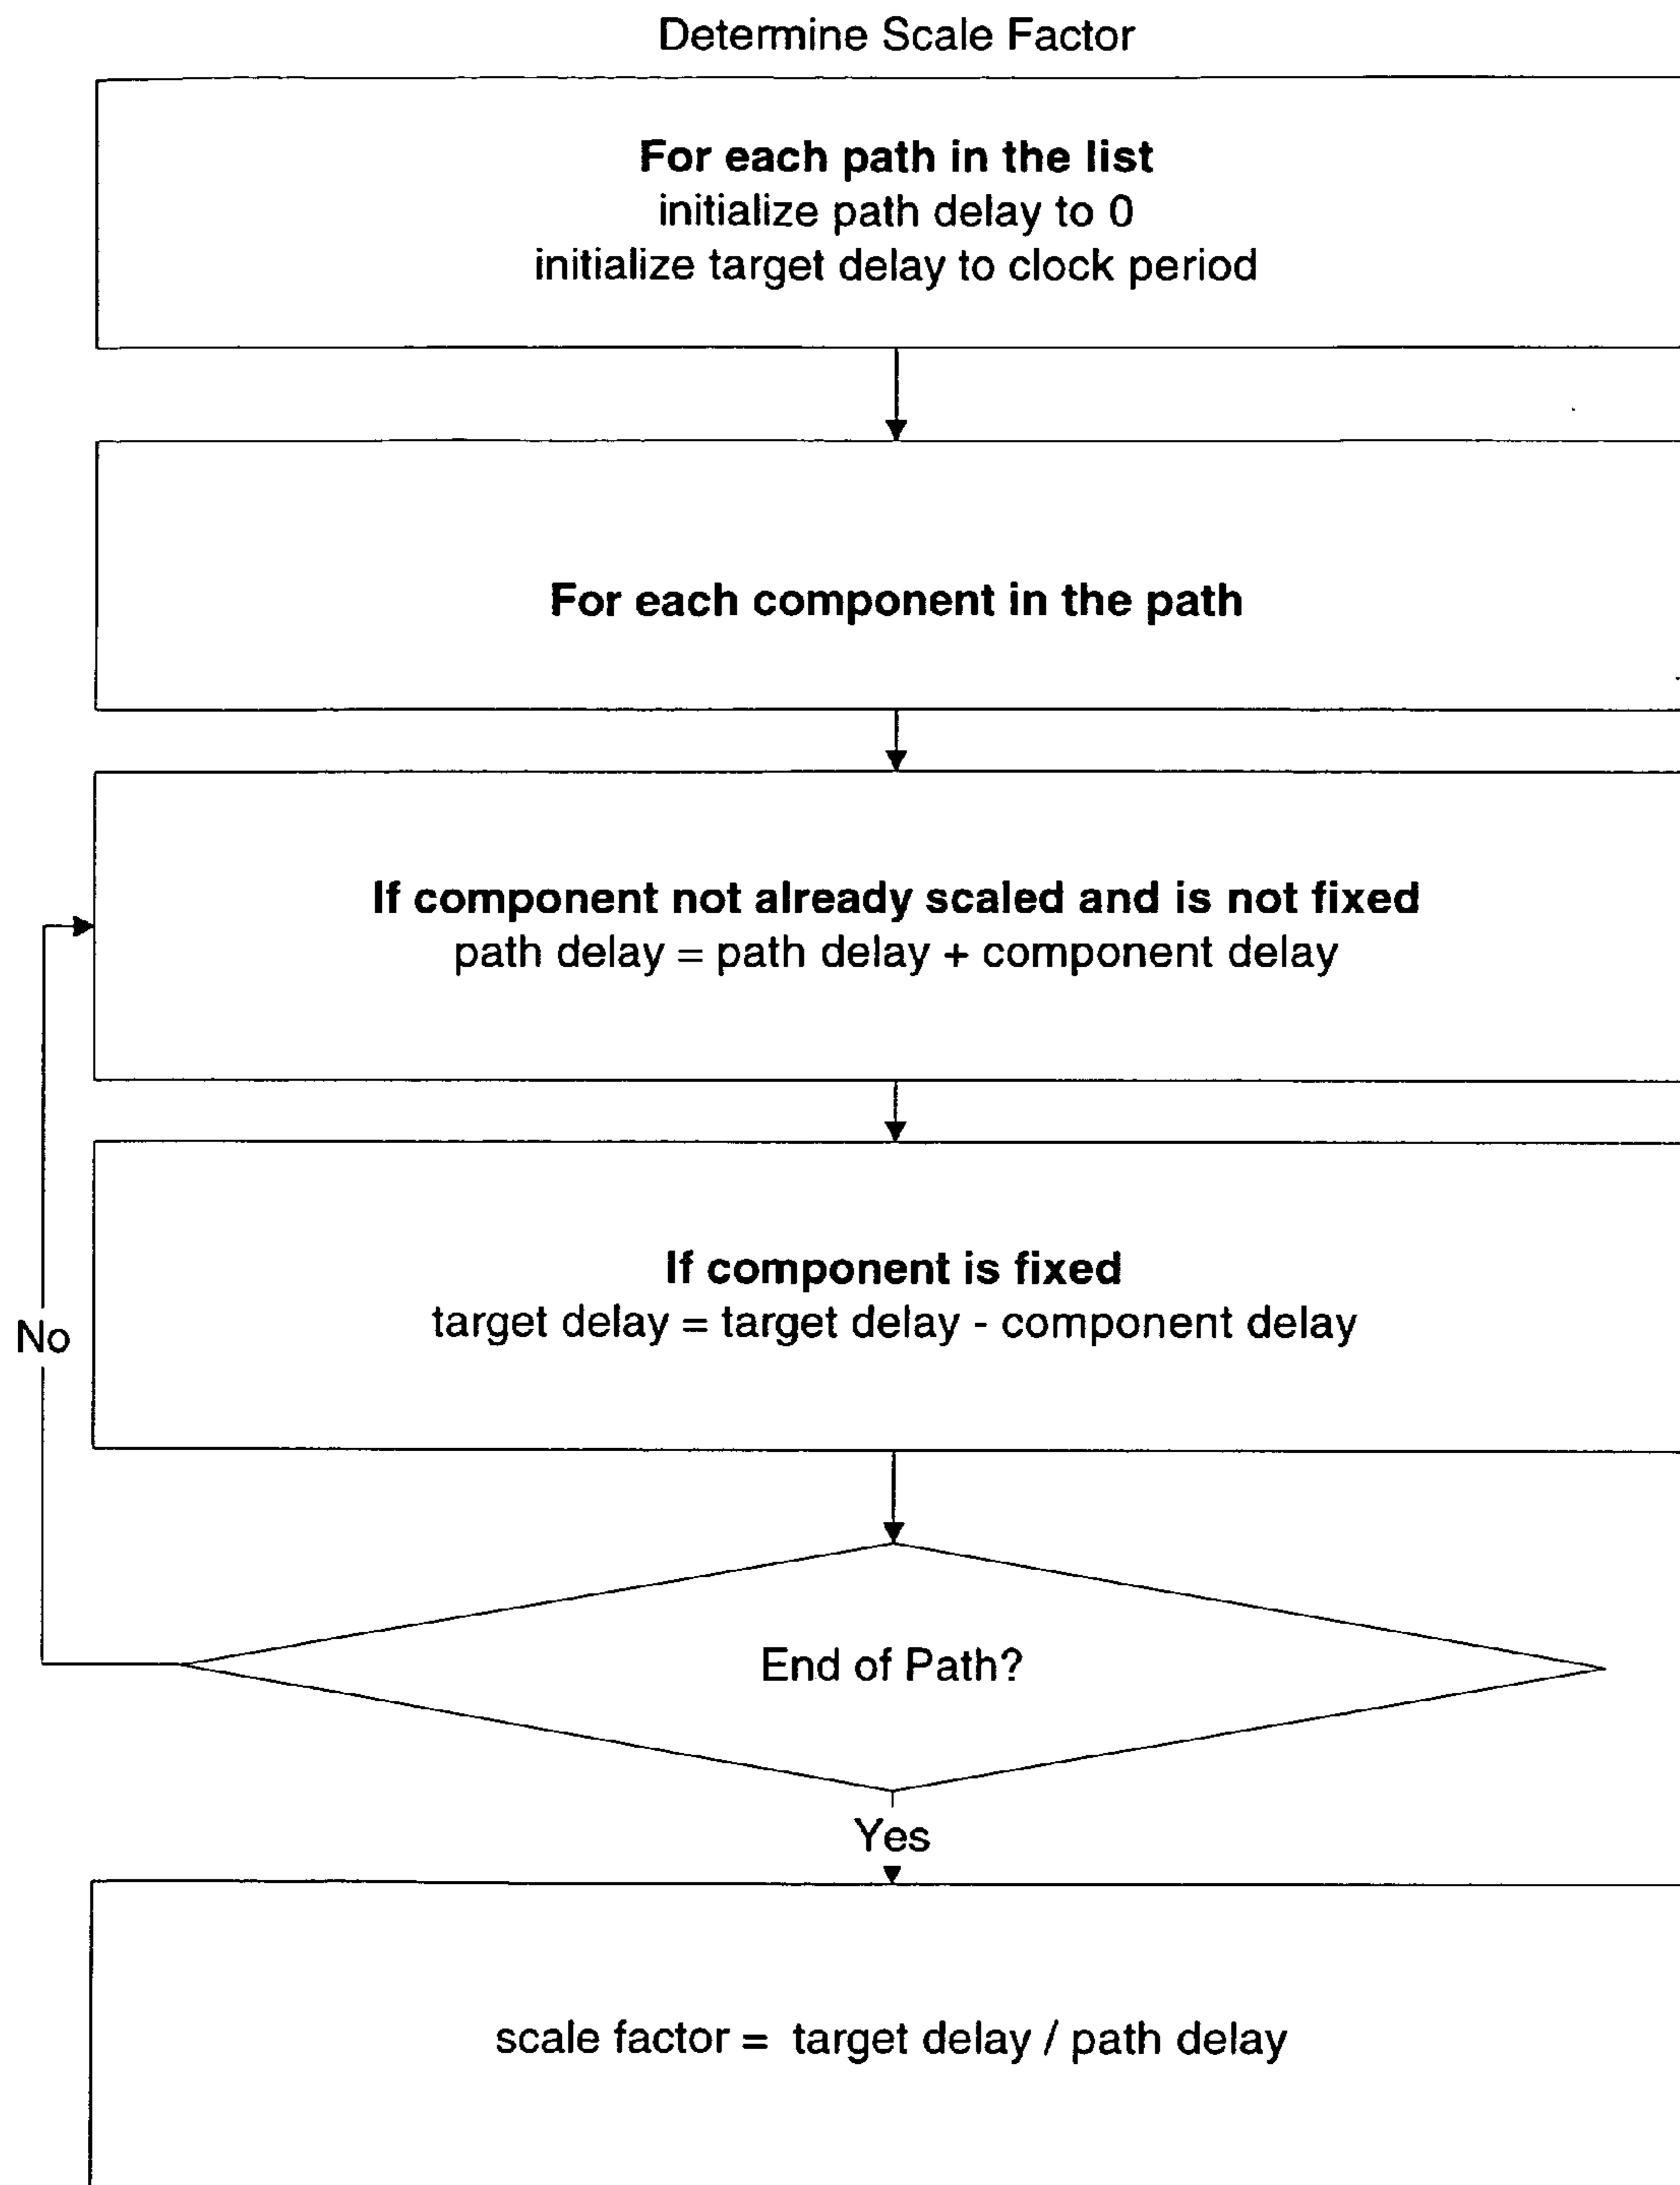 Determine Scale Factor
For each path in the list
initialize path delay to 0
initialize target delay to clock period
For each component in the path
If component not already scaled and is not fixed
path delay = path delay + component delay
If component is fixed
target delay = target delay - component delay
No
End of Path?
Yes
scale factor = target delay / path delay